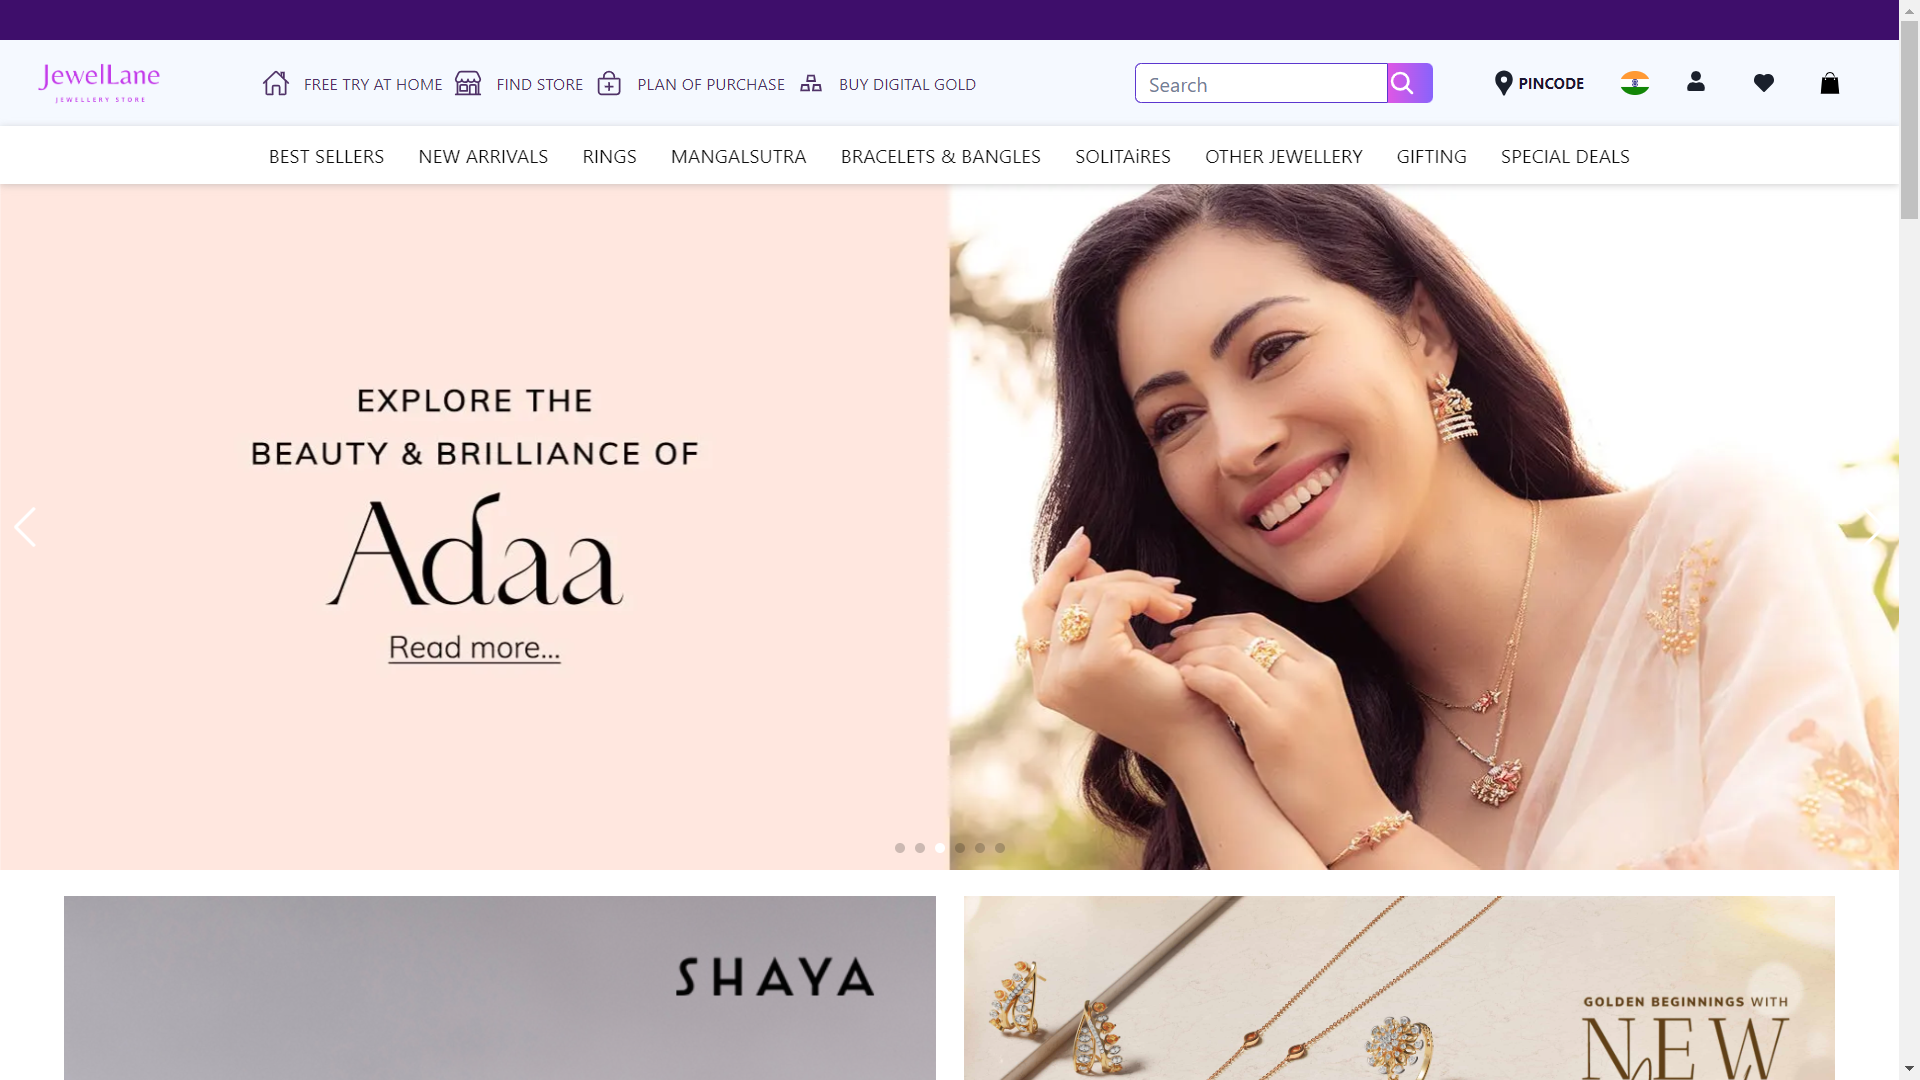 JewelLane
JEWELLERY STORE
FREE TRY AT HOME
FIND STORE
PLAN OF PURCHASE
BUY DIGITAL GOLD
Search
PINCODE
BEST SELLERS
NEW ARRIVALS
RINGS
MANGALSUTRA
BRACELETS & BANGLES
SOLITAiRES
OTHER JEWELLERY
GIFTING
SPECIAL DEALS
EXPLORE THE
BEAUTY & BRILLIANCE OF
Adaa
Read more...
SHAYA
GOLDEN BEGINNINGS WITH
NEW